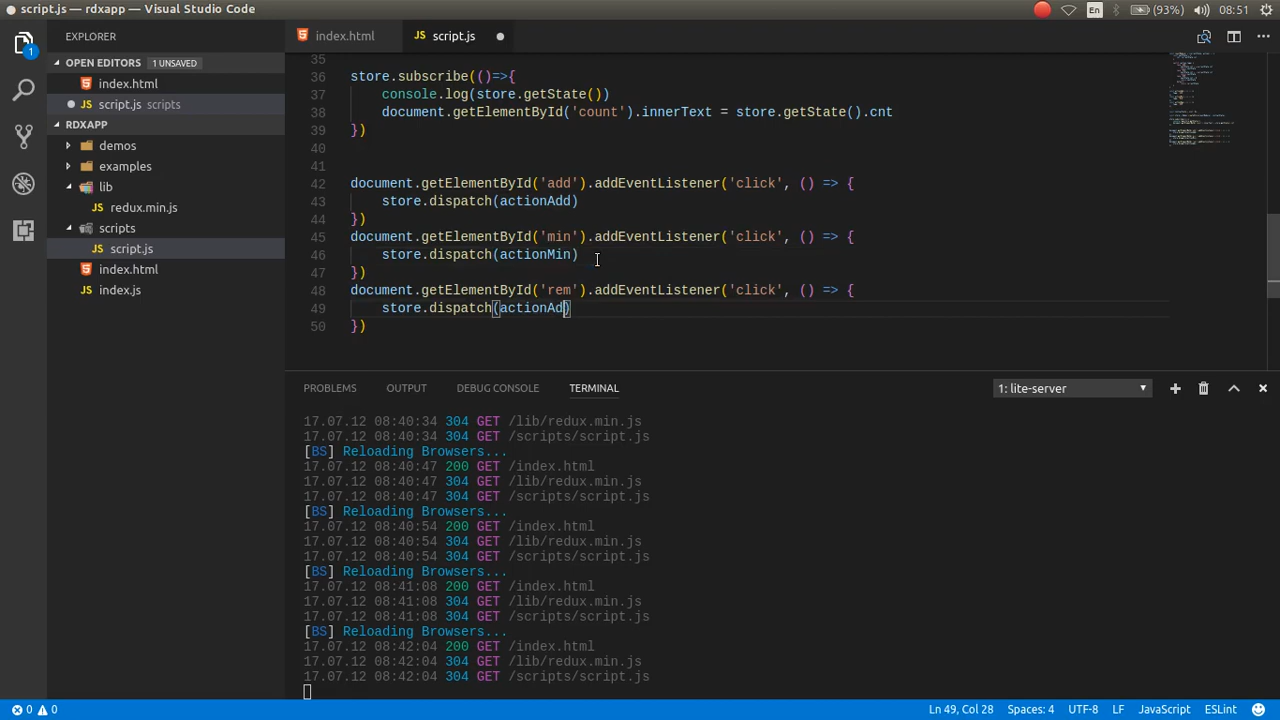 script.js - rdxapp - Visual Studio Code
En (93%) 08:51
EXPLORER
index.html script.js
1
OPEN EDITORS 1 UNSAVED
index.html
script.js scripts
RDXAPP
demos
examples
lib
redux.min.js
scripts
script.js
index.html
index.js
35
36 store.subscribe(()=>{
37 console.log(store.getState())
38 document.getElementById('count').innerText = store.getState().cnt
39 })
40
41
42 document.getElementById('add').addEventListener('click', () => {
43 store.dispatch(actionAdd)
44 })
45 document.getElementById('min').addEventListener('click', () => {
46 store.dispatch(actionMin)
47 })
48 document.getElementById('rem').addEventListener('click', () => {
49 store.dispatch(actionAd)
50 })
PROBLEMS OUTPUT DEBUG CONSOLE TERMINAL 1: lite-server
17.07.12 08:40:34 304 GET /lib/redux.min.js
17.07.12 08:40:34 304 GET /scripts/script.js
[BS] Reloading Browsers...
17.07.12 08:40:47 200 GET /index.html
17.07.12 08:40:47 304 GET /lib/redux.min.js
17.07.12 08:40:47 304 GET /scripts/script.js
[BS] Reloading Browsers...
17.07.12 08:40:54 200 GET /index.html
17.07.12 08:40:54 304 GET /lib/redux.min.js
17.07.12 08:40:54 304 GET /scripts/script.js
[BS] Reloading Browsers...
17.07.12 08:41:08 200 GET /index.html
17.07.12 08:41:08 304 GET /lib/redux.min.js
17.07.12 08:41:08 304 GET /scripts/script.js
[BS] Reloading Browsers...
17.07.12 08:42:04 200 GET /index.html
17.07.12 08:42:04 304 GET /lib/redux.min.js
17.07.12 08:42:04 304 GET /scripts/script.js
0 0 Ln 49, Col 28 Spaces: 4 UTF-8 LF JavaScript ESLint